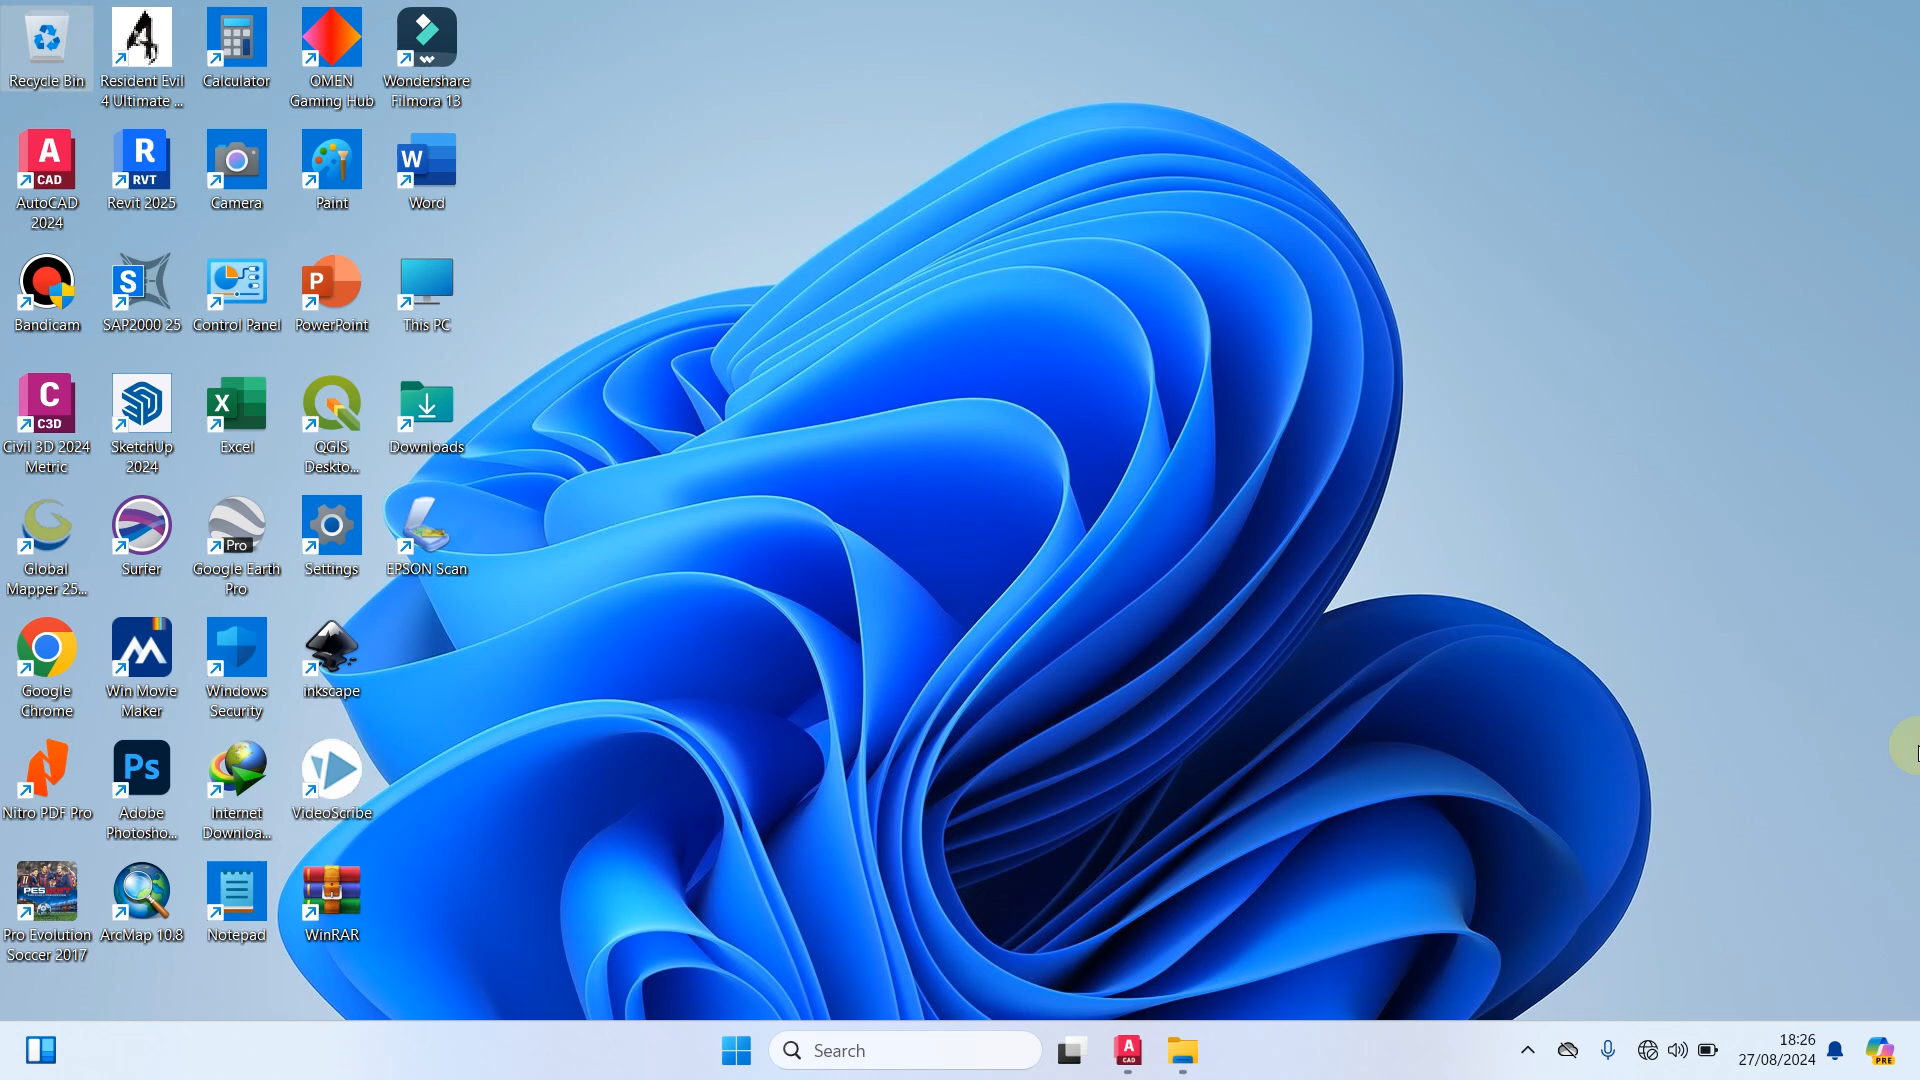 Recycle Bin
Resident Evil
4 Ultimate ...
Calculator
OMEN
Gaming Hub
Wondershare
Filmora 13
A
CAD
AutoCAD
2024
R
RVT
Revit 2025
Camera
Paint
W
Word
Bandicam
S
SAP2000 25
Control Panel
P
PowerPoint
This PC
C
C3D
Civil 3D 2024
Metric
SketchUp
2024
X
Excel
QGIS
Deskto...
Downloads
Global
Mapper 25...
Surfer
Pro
Google Earth
Pro
Settings
EPSON Scan
Google
Chrome
Win Movie
Maker
Windows
Security
inkscape
Nitro PDF Pro
Ps
Adobe
Photosho...
Internet
Downloa...
VideoScribe
Pro Evolution
Soccer 2017
ArcMap 10.8
Notepad
WinRAR
Search
A
CAD
18:26
27/08/2024
PRE